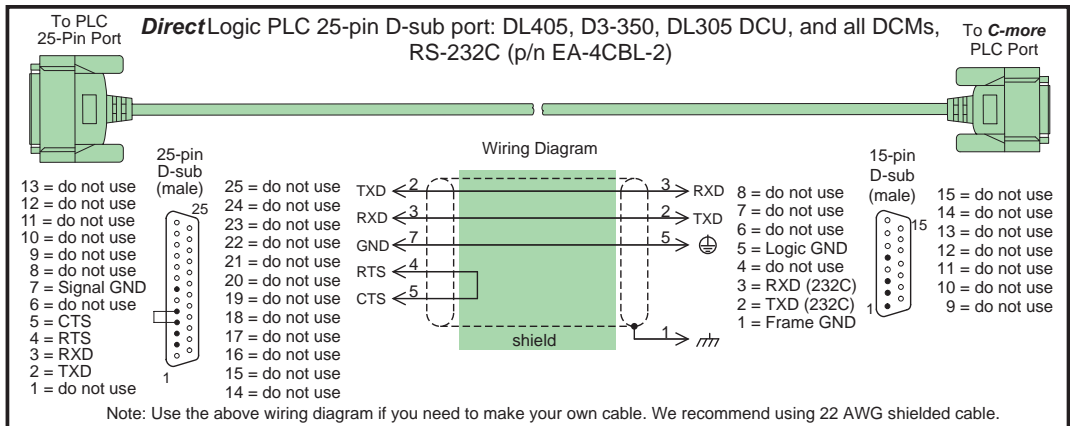 To PLC
25-Pin Port
DirectLogic PLC 25-pin D-sub port: DL405, D3-350, DL305 DCU, and all DCMs,
RS-232C (p/n EA-4CBL-2)
To C-more
PLC Port
25-pin
D-sub
(male)
13 = do not use
12 = do not use
11 = do not use
10 = do not use
9 = do not use
8 = do not use
7 = Signal GND
6 = do not use
5 = CTS
4 = RTS
3 = RXD
2 = TXD
1 = do not use
25
1
25 = do not use
24 = do not use
23 = do not use
22 = do not use
21 = do not use
20 = do not use
19 = do not use
18 = do not use
17 = do not use
16 = do not use
15 = do not use
14 = do not use
Wiring Diagram
TXD 2 3 RXD
RXD 3 2 TXD
GND 7 5
RTS 4
CTS 5
shield
1
8 = do not use
7 = do not use
6 = do not use
5 = Logic GND
4 = do not use
3 = RXD (232C)
2 = TXD (232C)
1 = Frame GND
15-pin
D-sub
(male)
15
1
15 = do not use
14 = do not use
13 = do not use
12 = do not use
11 = do not use
10 = do not use
9 = do not use
Note: Use the above wiring diagram if you need to make your own cable. We recommend using 22 AWG shielded cable.